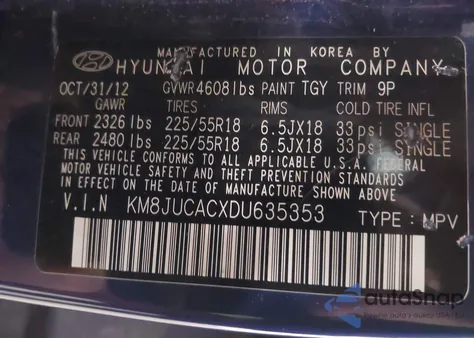 MANUFACTURED IN KOREA BY
HYUNDAI MOTOR COMPANY
OCT/31/12 GVWR 4608lbs PAINT TGY TRIM 9P
GAWR TIRES RIMS COLD TIRE INFL
FRONT 2326 lbs 225/55R18 6.5JX18 33psi SINGLE
REAR 2480 lbs 225/55R18 6.5JX18 33psi SINGLE
THIS VEHICLE CONFORMS TO ALL APPLICABLE U.S.A. FEDERAL
MOTOR VEHICLE SAFETY AND THEFT PREVENTION STANDARDS
IN EFFECT ON THE DATE OF MANUFACTURE SHOWN ABOVE.
V.I.N KM8JUCACXDU635353 TYPE : MPV
autoSnap